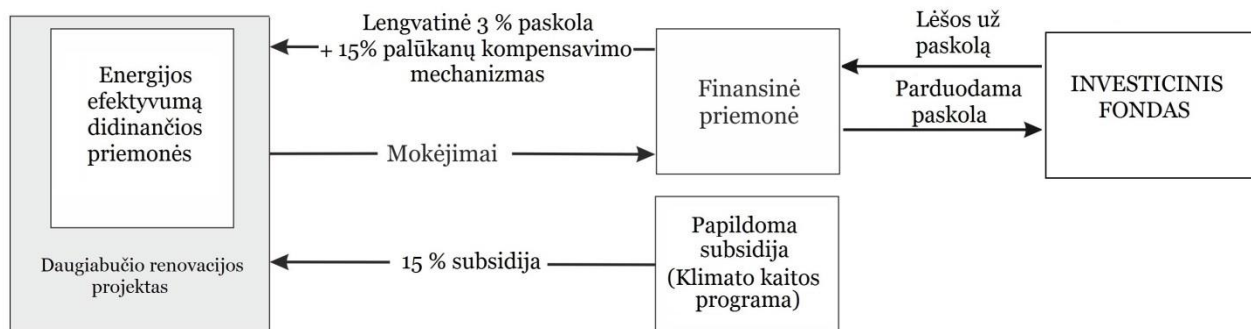 Energijos
efektyvumą
didinančios
priemonės
Daugiabučio renovacijos
projektas
Lengvatinė 3 % paskola
+ 15% palūkanų kompensavimo
mechanizmas
Mokėjimai
15 % subsidija
Finansinė
priemonė
Papildoma
subsidija
(Klimato kaitos
programa)
Lėšos už
paskolą
Parduodama
paskola
INVESTICINIS
FONDAS